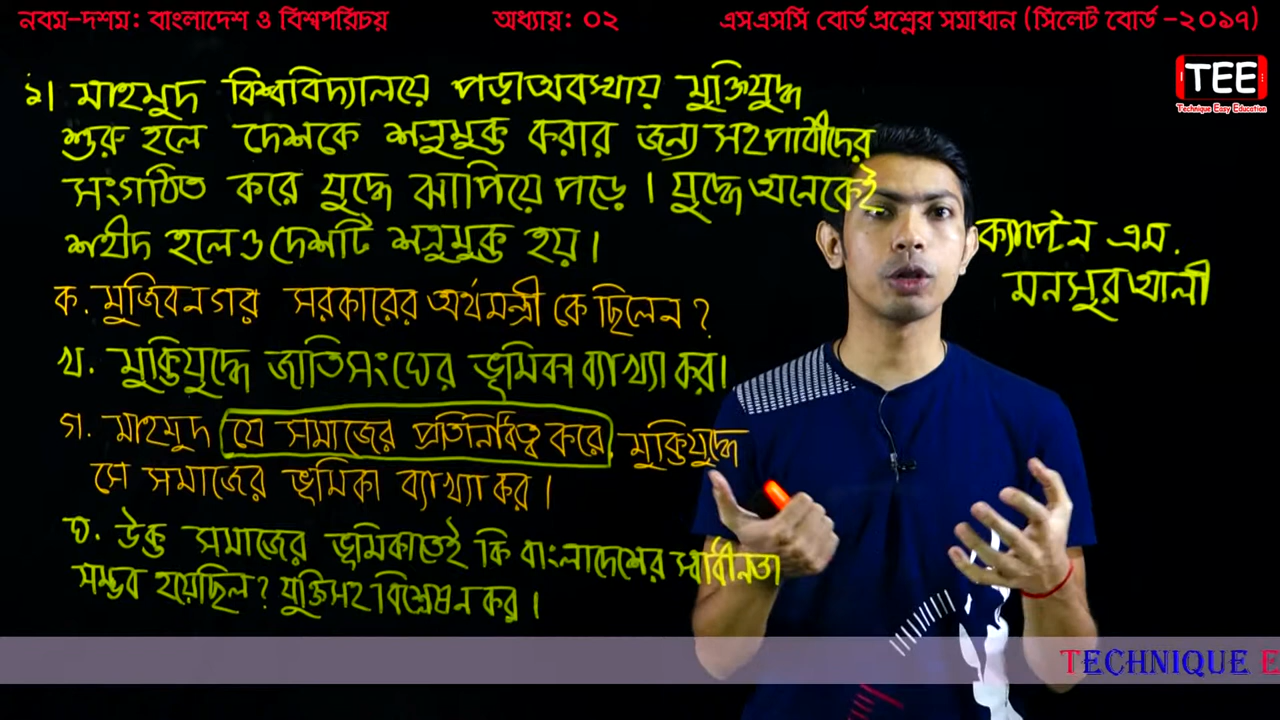 নবম-দশম: বাংলাদেশ ও বিশ্বপরিচয় অধ্যায়: ০২ এসএসসি বোর্ড প্রশ্নের সমাধান (সিলেট বোর্ড -২০১৭)
TEE
Technique Easy Education
১। মাহমুদ বিশ্ববিদ্যালয়ে পড়া অবস্থায় মুক্তিযুদ্ধে
শুরু হলে দেশকে শত্রুমুক্ত করার জন্য সহপাঠীদের
সংগঠিত করে যুদ্ধে ঝাপিয়ে পড়ে। যুদ্ধে অনেকেই
শহীদ হলেও দেশটি শত্রুমুক্ত হয়।
ক্যাপ্টেন এম.
মনসুর আলী
ক. মুজিবনগর সরকারের অর্থমন্ত্রী কে ছিলেন?
খ. মুক্তিযুদ্ধে জাতিসংঘের ভূমিকা ব্যাখ্যা কর।
গ. মাহমুদ যে সমাজের প্রতিনিধিত্ব করে মুক্তিযুদ্ধে
সে সমাজের ভূমিকা ব্যাখ্যা কর।
ঘ. উক্ত সমাজের ভূমিকাতেই কি বাংলাদেশের স্বাধীনতা
সম্ভব হয়েছিল? যুক্তিসহ বিশ্লেষন কর।
TECHNIQUE E